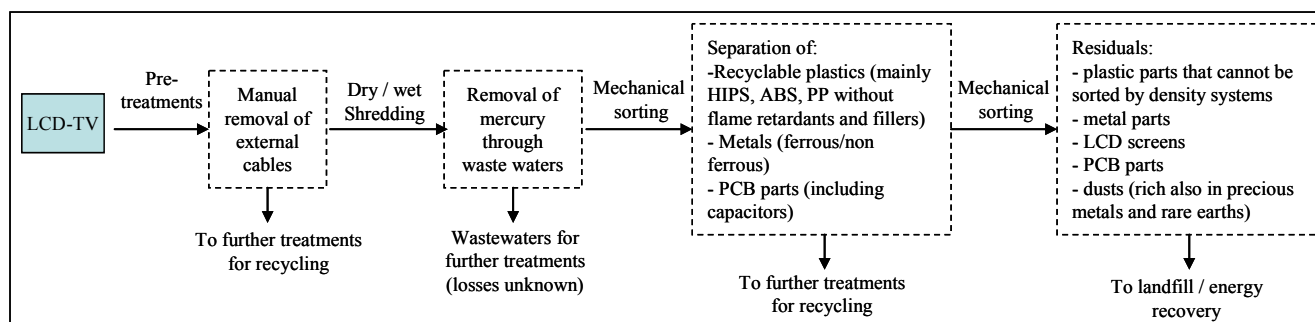 LCD-TV
Pre-
treatments
Manual
removal of
external
cables
To further treatments
for recycling
Dry / wet
Shredding
Removal of
mercury
through
waste waters
Wastewaters for
further treatments
(losses unknown)
Mechanical
sorting
Separation of:
-Recyclable plastics (mainly
HIPS, ABS, PP without
flame retardants and fillers)
- Metals (ferrous/non
ferrous)
- PCB parts (including
capacitors)
To further treatments
for recycling
Mechanical
sorting
Residuals:
- plastic parts that cannot be
sorted by density systems
- metal parts
- LCD screens
- PCB parts
- dusts (rich also in precious
metals and rare earths)
To landfill / energy
recovery